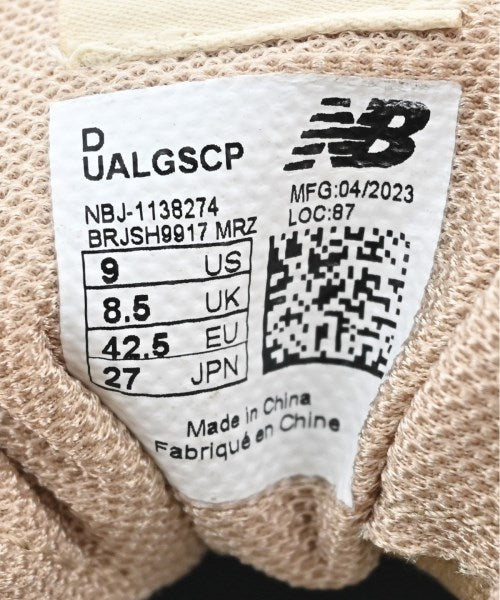 D
UALGSCP
NB
MFG:04/2023
LOC:87
NBJ-1138274
BRJSH9917 MRZ
9 US
8.5 UK
42.5 EU
27 JPN
Made in China
Fabriqué en Chine